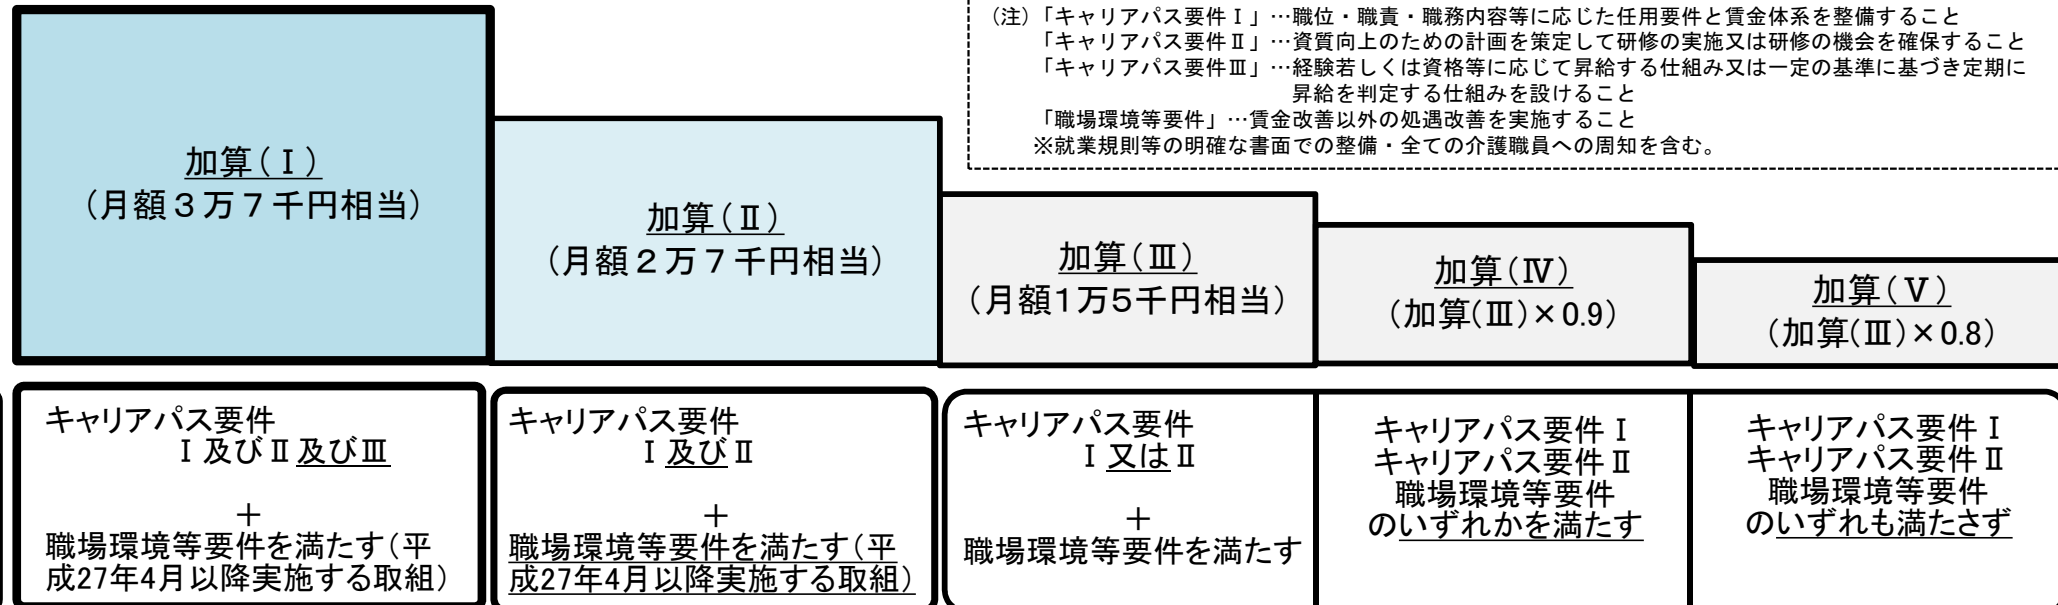 (注)「キャリアパス要件Ⅰ」…職位・職責・職務内容等に応じた任用要件と賃金体系を整備すること
「キャリアパス要件Ⅱ」…資質向上のための計画を策定して研修の実施又は研修の機会を確保すること
「キャリアパス要件Ⅲ」…経験若しくは資格等に応じて昇給する仕組み又は一定の基準に基づき定期に
昇給を判定する仕組みを設けること
「職場環境等要件」…賃金改善以外の処遇改善を実施すること
※就業規則等の明確な書面での整備・全ての介護職員への周知を含む。
加算(Ⅰ)
(月額3万7千円相当)
加算(Ⅱ)
(月額2万7千円相当)
加算(Ⅲ)
(月額1万5千円相当)
加算(Ⅳ)
(加算(Ⅲ)×0.9)
加算(Ⅴ)
(加算(Ⅲ)×0.8)
キャリアパス要件
Ⅰ及びⅡ及びⅢ
+
職場環境等要件を満たす(平
成27年4月以降実施する取組)
キャリアパス要件
Ⅰ及びⅡ
+
職場環境等要件を満たす(平
成27年4月以降実施する取組)
キャリアパス要件
Ⅰ又はⅡ
+
職場環境等要件を満たす
キャリアパス要件Ⅰ
キャリアパス要件Ⅱ
職場環境等要件
のいずれかを満たす
キャリアパス要件Ⅰ
キャリアパス要件Ⅱ
職場環境等要件
のいずれも満たさず